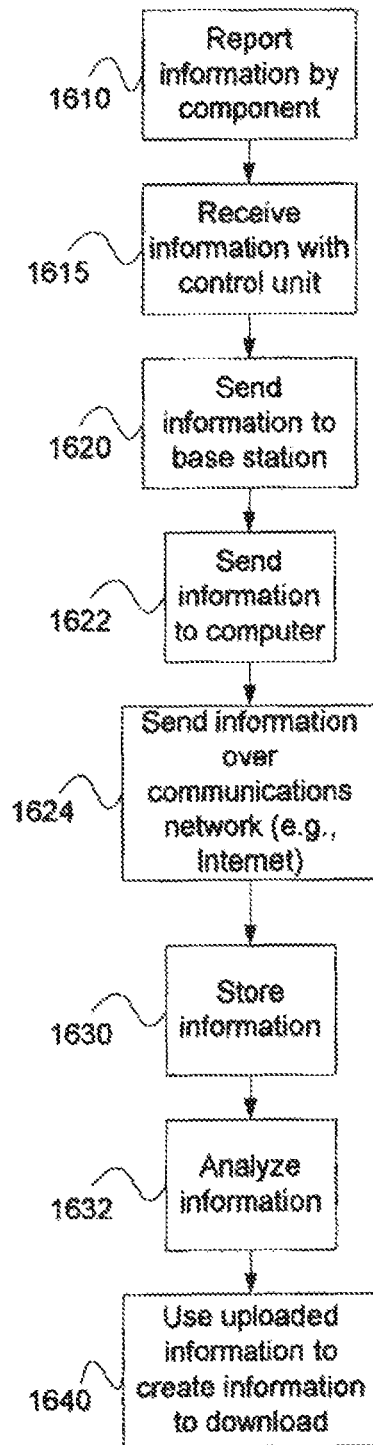 Report
information by
component
1610
Receive
information with
control unit
1615
Send
information to
base station
1620
Send
information
to computer
1622
Send information
over
communications
network (e.g.,
Internet)
1624
Store
information
1630
Analyze
information
1632
Use uploaded
information to
create information
to download
1640